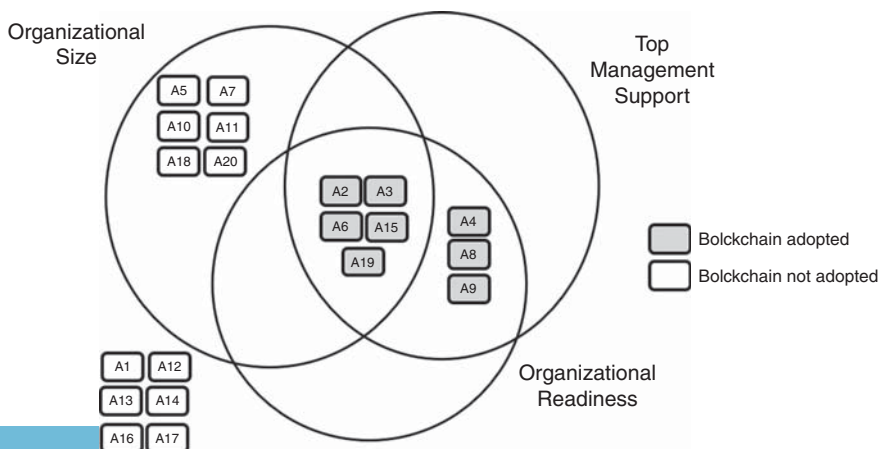 Organizational
Size
Top
Management
Support
A5 A7
A10 A11
A18 A20
A2 A3
A6 A15
A19
A4
A8
A9
Bolckchain adopted
Bolckchain not adopted
A1 A12
A13 A14
A16 A17
Organizational
Readiness